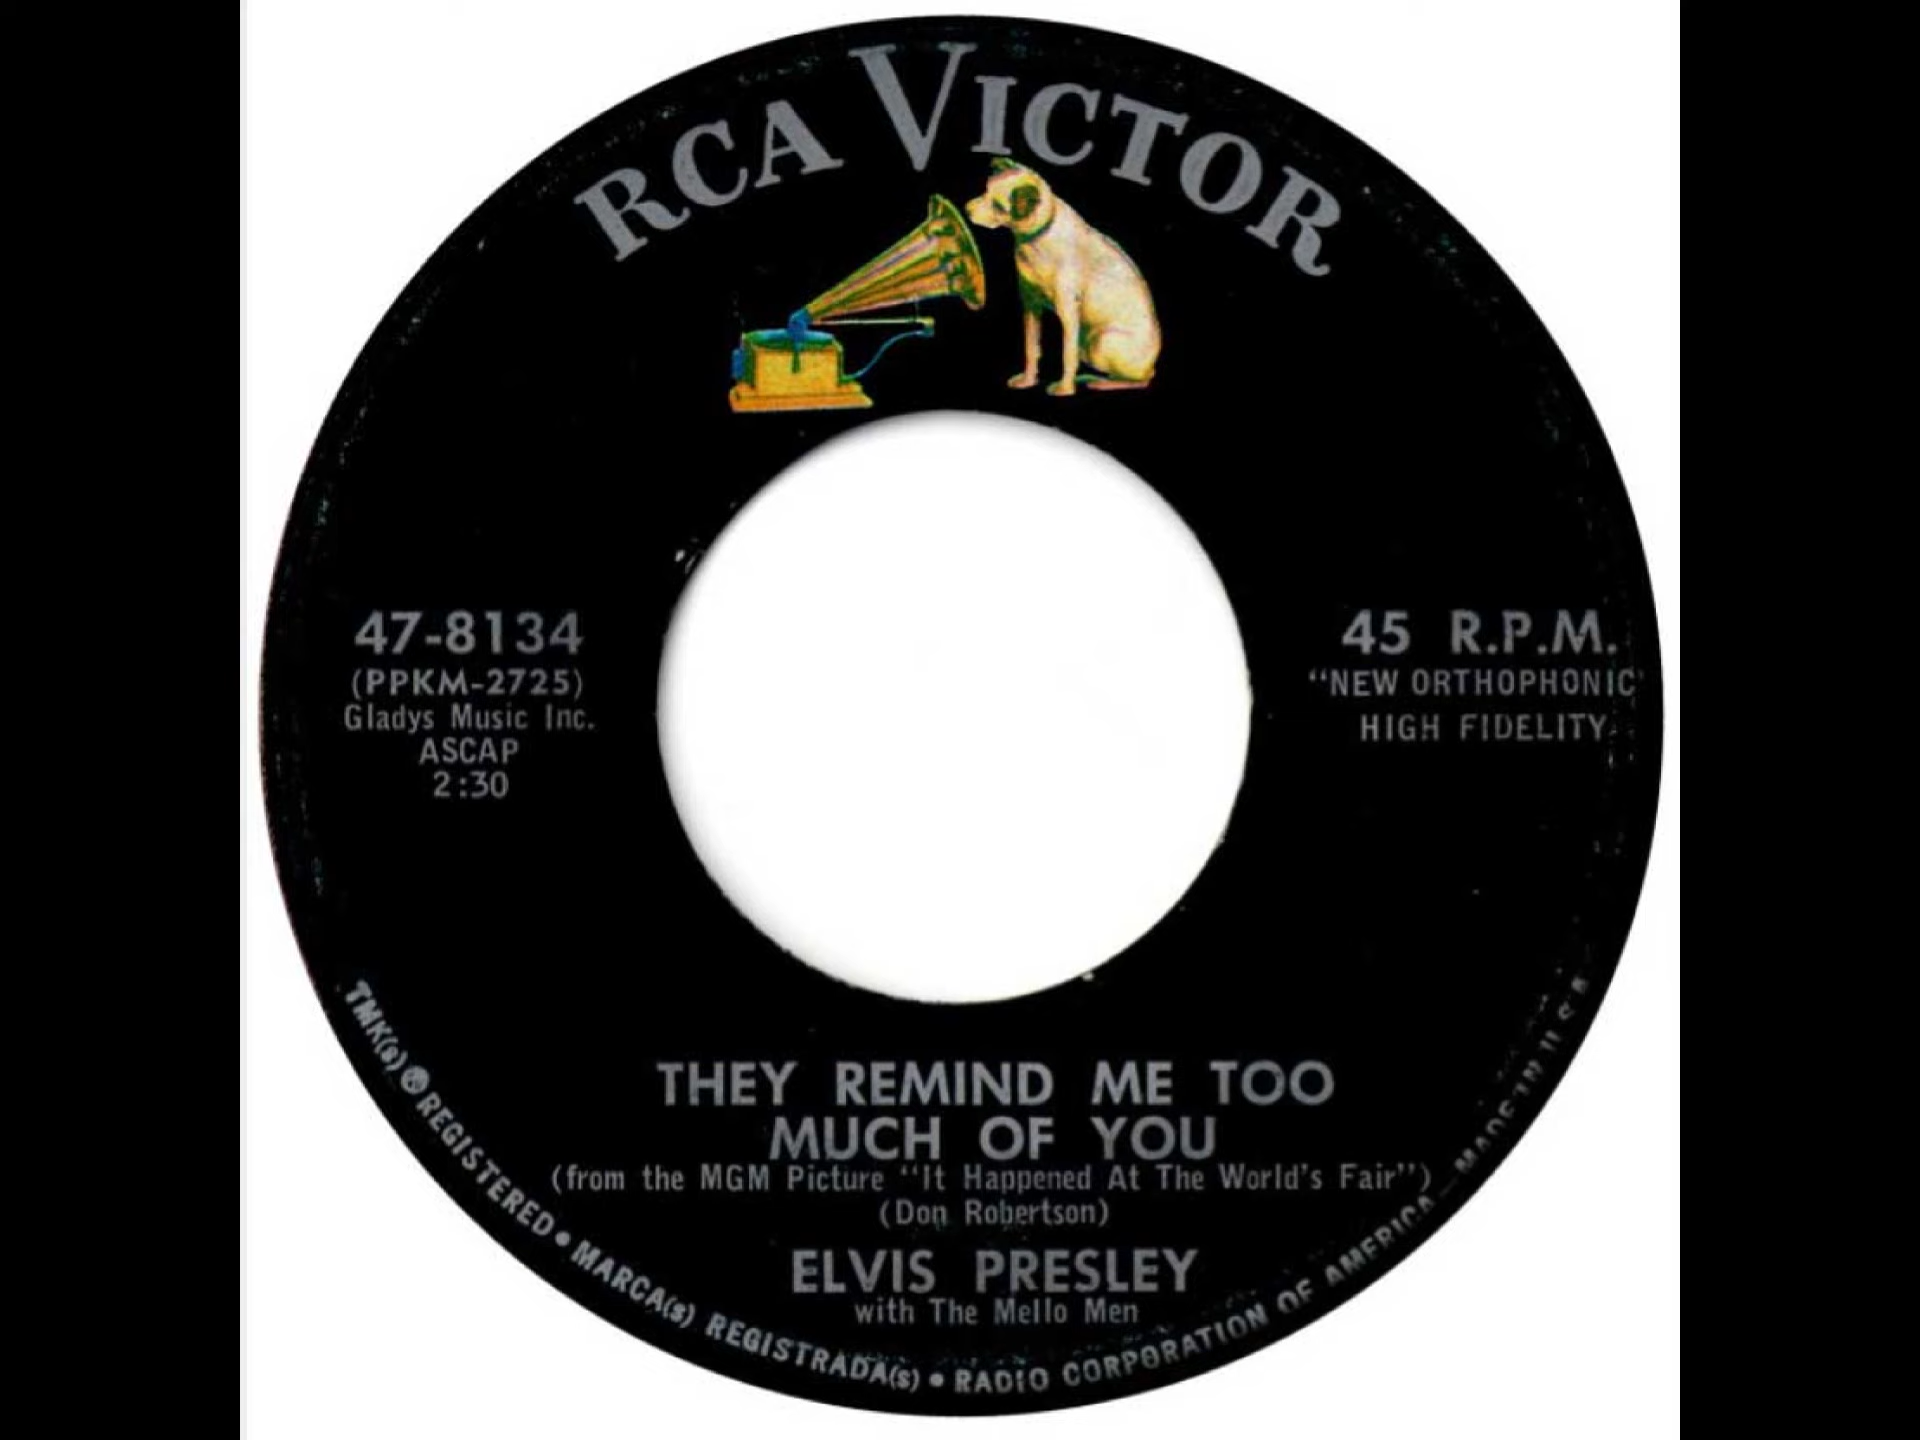 RCA VICTOR
47-8134
(PPKM-2725)
Gladys Music Inc.
ASCAP
2:30
45 R.P.M.
"NEW ORTHOPHONIC"
HIGH FIDELITY
THEY REMIND ME TOO
MUCH OF YOU
(from the MGM Picture "It Happened At The World's Fair")
(Don Robertson)
ELVIS PRESLEY
with The Mello Men
TMK(s) ® REGISTERED • MARCA(s) REGISTRADA(s) • RADIO CORPORATION OF AMERICA — MADE IN U.S.A.